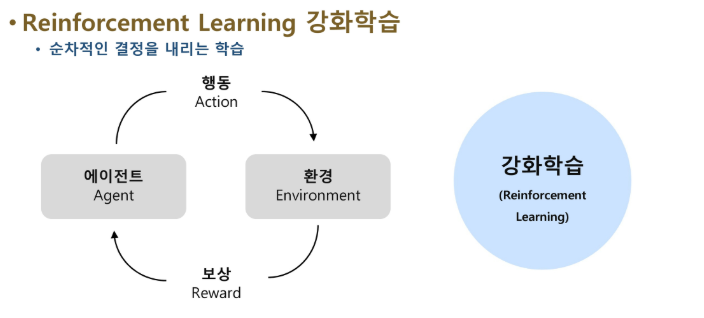 • Reinforcement Learning 강화학습
• 순차적인 결정을 내리는 학습
행동
Action
에이전트
Agent
환경
Environment
보상
Reward
강화학습
(Reinforcement
Learning)